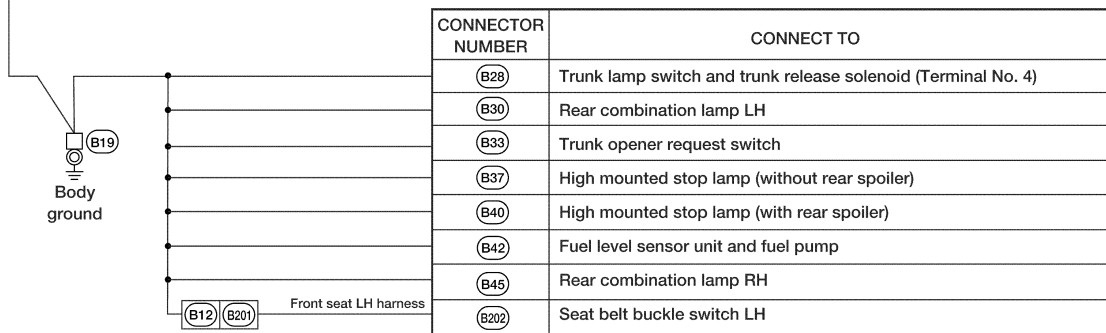 CONNECTOR NUMBER CONNECT TO
B28 Trunk lamp switch and trunk release solenoid (Terminal No. 4)
B30 Rear combination lamp LH
B33 Trunk opener request switch
B37 High mounted stop lamp (without rear spoiler)
B40 High mounted stop lamp (with rear spoiler)
B42 Fuel level sensor unit and fuel pump
B45 Rear combination lamp RH
B202 Seat belt buckle switch LH
B19
Body
ground
B12 B201 Front seat LH harness